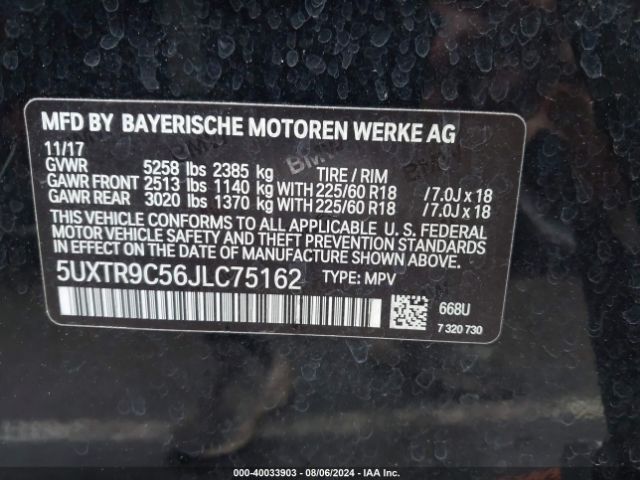 MFD BY BAYERISCHE MOTOREN WERKE AG
11/17
GVWR 5258 lbs 2385 kg TIRE / RIM
GAWR FRONT 2513 lbs 1140 kg WITH 225/60 R18 /7.0J x 18
GAWR REAR 3020 lbs 1370 kg WITH 225/60 R18 /7.0J x 18
THIS VEHICLE CONFORMS TO ALL APPLICABLE U. S. FEDERAL
MOTOR VEHICLE SAFETY, BUMPER, AND THEFT PREVENTION
STANDARDS IN EFFECT ON THE DATE OF MANUFACTURE
SHOWN ABOVE.
5UXTR9C56JLC75162 TYPE: MPV
668U
7 320 730
000-40033903 - 08/06/2024 - IAA Inc.